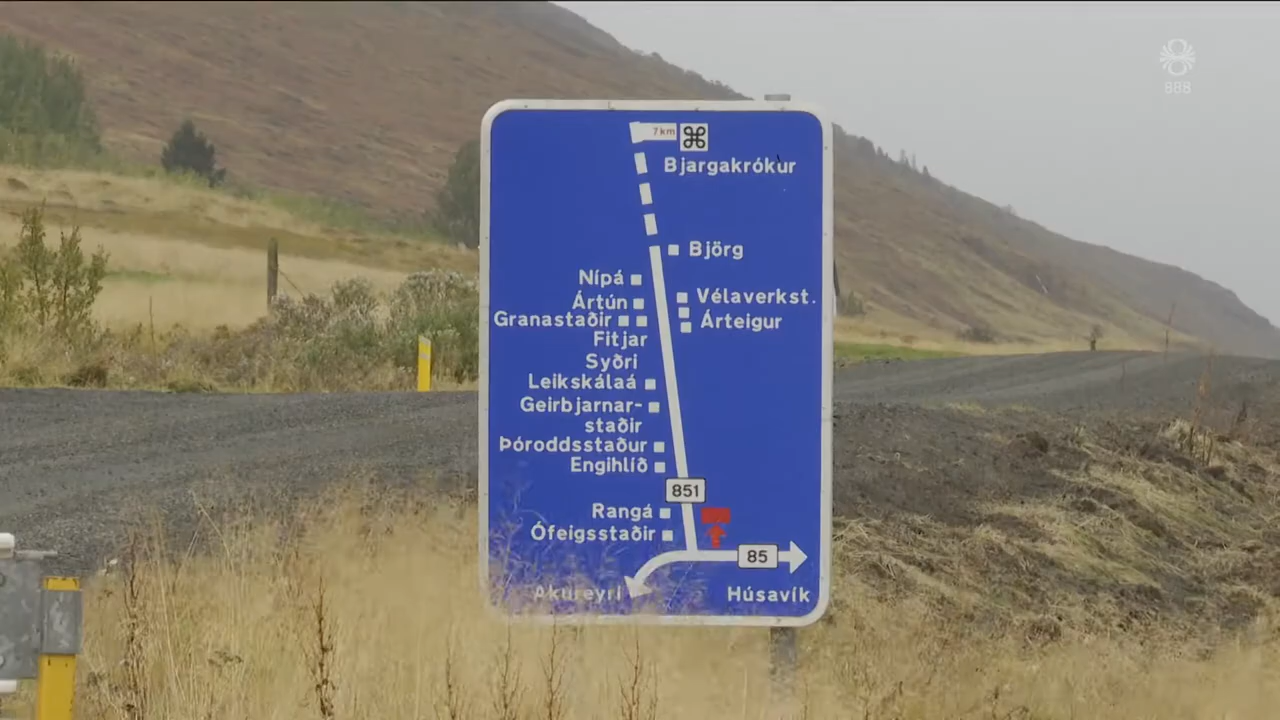 888
7 km
Bjargakrókur
Björg
Nípá
Ártún
Vélaverkst.
Granastaðir
Árteigur
Fitjar
Syðri
Leikskálaá
Geirbjarnar-
staðir
Þóroddsstaður
Engihlíð
851
Rangá
Ófeigsstaðir
85
Akureyri
Húsavík